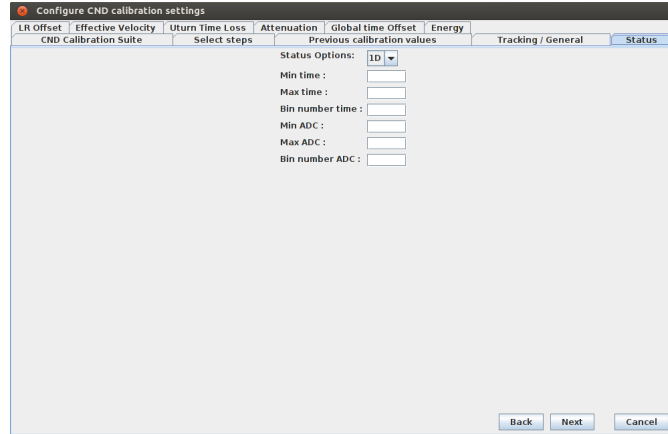 Configure CND calibration settings
LR Offset Effective Velocity Uturn Time Loss Attenuation Global time Offset Energy
CND Calibration Suite Select steps Previous calibration values Tracking / General Status
Status Options: 1D
Min time :
Max time :
Bin number time :
Min ADC :
Max ADC :
Bin number ADC :
Back Next Cancel